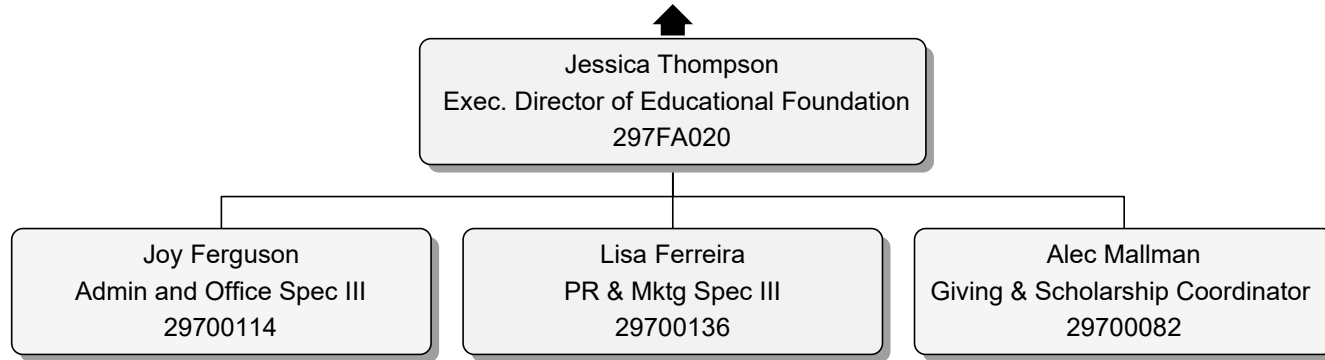 Jessica Thompson
Exec. Director of Educational Foundation
297FA020
Joy Ferguson
Admin and Office Spec III
29700114
Lisa Ferreira
PR & Mktg Spec III
29700136
Alec Mallman
Giving & Scholarship Coordinator
29700082